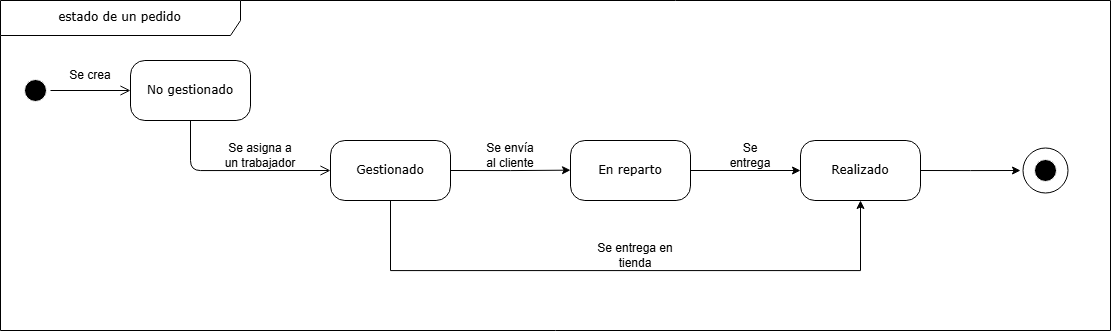 estado de un pedido
Se crea
No gestionado
Se asigna a
un trabajador
Gestionado
Se envía
al cliente
En reparto
Se
entrega
Realizado
Se entrega en
tienda